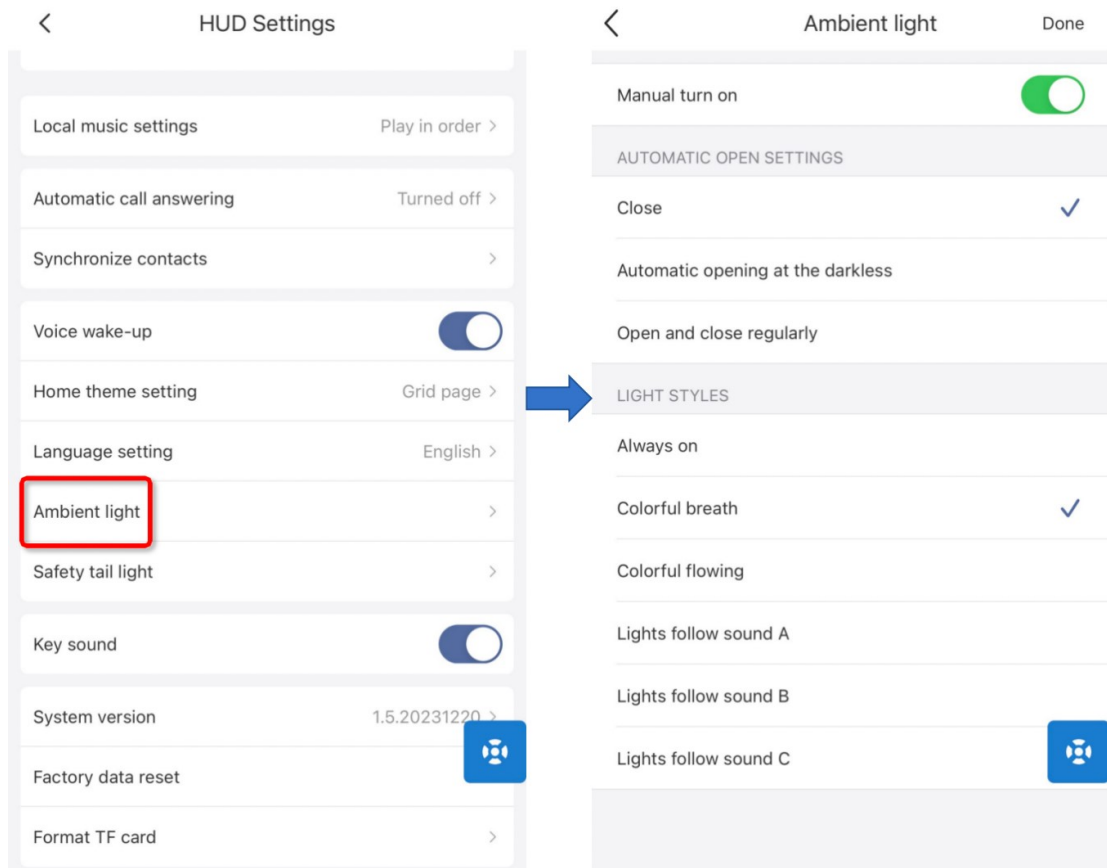 HUD Settings
Local music settings
Play in order
Automatic call answering
Turned off
Synchronize contacts
Voice wake-up
Home theme setting
Grid page
Language setting
English
Ambient light
Safety tail light
Key sound
System version
1.5.20231220
Factory data reset
Format TF card
Ambient light
Done
Manual turn on
AUTOMATIC OPEN SETTINGS
Close
Automatic opening at the darkless
Open and close regularly
LIGHT STYLES
Always on
Colorful breath
Colorful flowing
Lights follow sound A
Lights follow sound B
Lights follow sound C